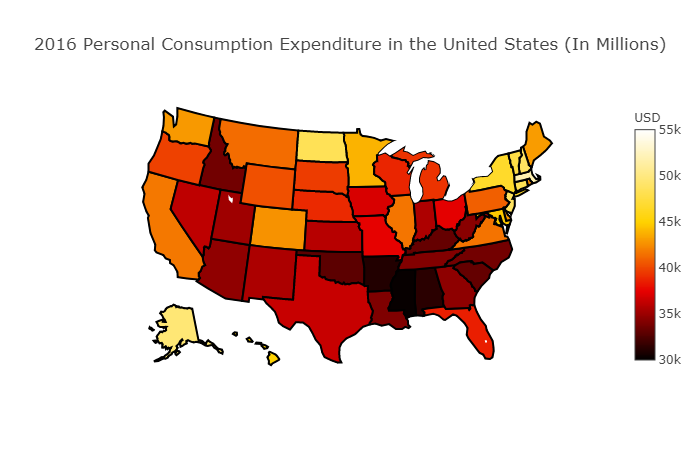 2016 Personal Consumption Expenditure in the United States (In Millions)
USD
55k
50k
45k
40k
35k
30k